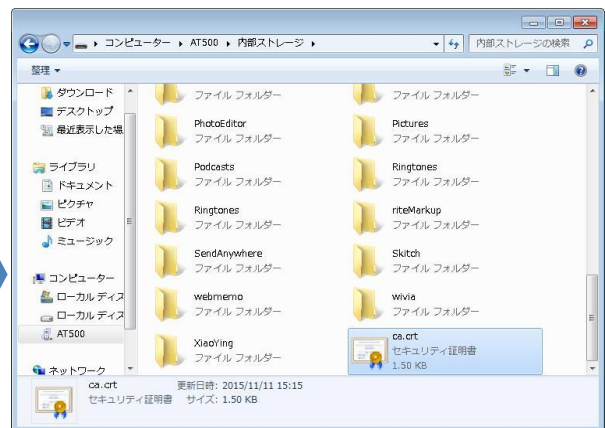 コンピューター ▸ AT500 ▸ 内部ストレージ ▸
内部ストレージの検索
整理 ▼
ダウンロード
デスクトップ
最近表示した場
ライブラリ
ドキュメント
ピクチャ
ビデオ
ミュージック
コンピューター
ローカル ディス
ローカル ディス
AT500
ネットワーク
ファイル フォルダー
ファイル フォルダー
PhotoEditor
ファイル フォルダー
Pictures
ファイル フォルダー
Podcasts
ファイル フォルダー
Ringtones
ファイル フォルダー
Ringtones
ファイル フォルダー
riteMarkup
ファイル フォルダー
SendAnywhere
ファイル フォルダー
Skitch
ファイル フォルダー
webmemo
ファイル フォルダー
wivia
ファイル フォルダー
XiaoYing
ファイル フォルダー
ca.crt
セキュリティ証明書
1.50 KB
ca.crt 更新日時: 2015/11/11 15:15
セキュリティ証明書 サイズ: 1.50 KB